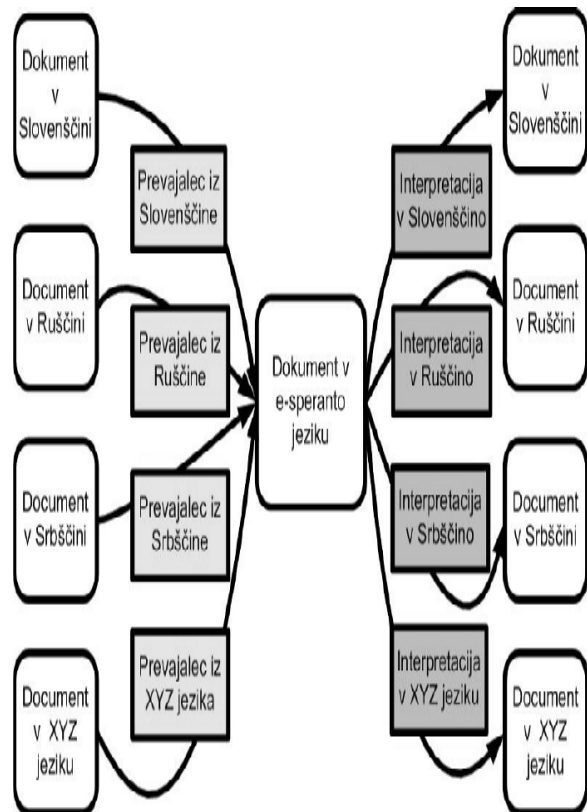 Dokument
v
Slovenščini
Prevajalec iz
Slovenščine
Document
v Ruščini
Prevajalec iz
Ruščine
Document
v Srbščini
Prevajalec iz
Srbščine
Document
v XYZ
jeziku
Prevajalec iz
XYZ jezika
Dokument v
e-speranto
jeziku
Interpretacija
v Slovenščino
Dokument
v
Slovenščini
Interpretacija
v Ruščino
Document
v Ruščini
Interpretacija
v Srbščino
Document
v Srbščini
Interpretacija
v XYZ jeziku
Document
v XYZ
jeziku